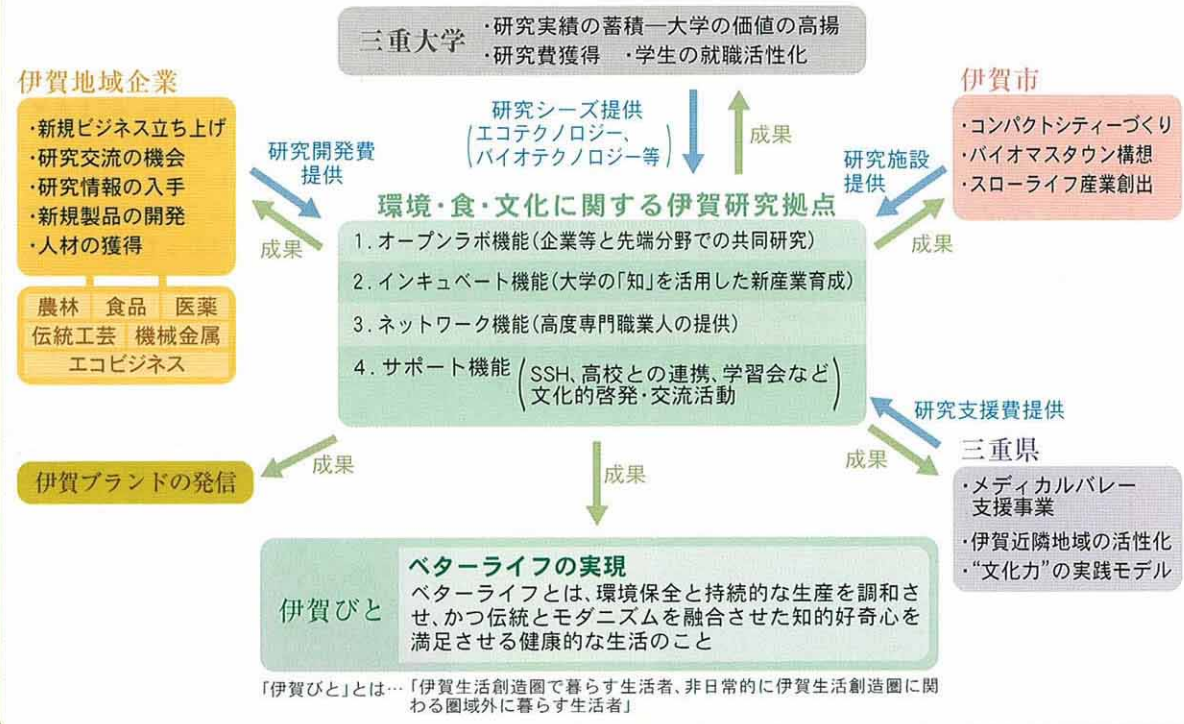 三重大学
・研究実績の蓄積―大学の価値の高揚
・研究費獲得　・学生の就職活性化
伊賀地域企業
・新規ビジネス立ち上げ
・研究交流の機会
・研究情報の入手
・新規製品の開発
・人材の獲得
農林　食品　医薬
伝統工芸　機械金属
エコビジネス
研究開発費
提供
成果
研究シーズ提供
(エコテクノロジー、
バイオテクノロジー等)
成果
伊賀市
・コンパクトシティーづくり
・バイオマスタウン構想
・スローライフ産業創出
研究施設
提供
成果
環境・食・文化に関する伊賀研究拠点
1. オープンラボ機能(企業等と先端分野での共同研究)
2. インキュベート機能(大学の「知」を活用した新産業育成)
3. ネットワーク機能(高度専門職業人の提供)
4. サポート機能(SSH、高校との連携、学習会など
文化的啓発・交流活動)
研究支援費提供
成果
三重県
・メディカルバレー
支援事業
・伊賀近隣地域の活性化
・“文化力”の実践モデル
成果
伊賀ブランドの発信
成果
伊賀びと
ベターライフの実現
ベターライフとは、環境保全と持続的な生産を調和さ
せ、かつ伝統とモダニズムを融合させた知的好奇心を
満足させる健康的な生活のこと
「伊賀びと」とは…「伊賀生活創造圏で暮らす生活者、非日常的に伊賀生活創造圏に関
わる圏域外に暮らす生活者」